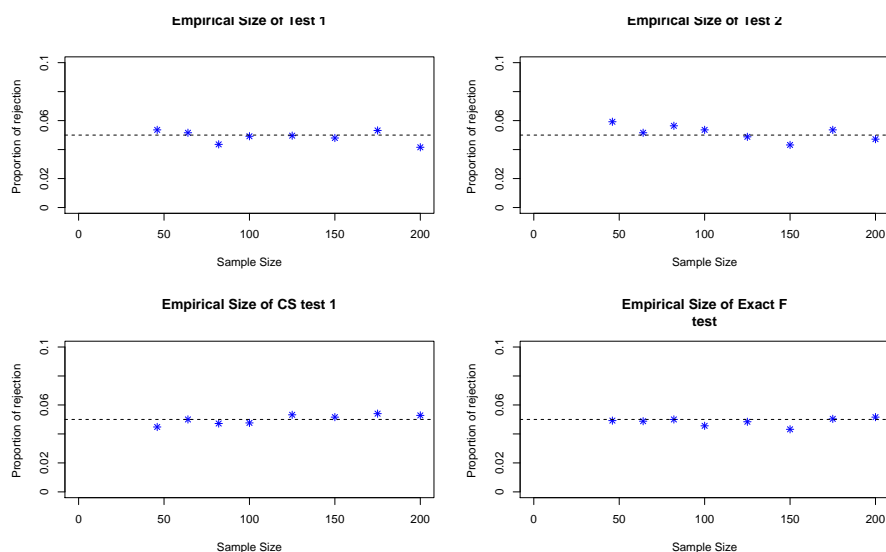 Empirical Size of Test 1
Proportion of rejection
0.1
0.06
0.02
0
0
50
100
150
200
Sample Size
Empirical Size of Test 2
Proportion of rejection
0.1
0.06
0.02
0
0
50
100
150
200
Sample Size
Empirical Size of CS test 1
Proportion of rejection
0.1
0.06
0.02
0
0
50
100
150
200
Sample Size
Empirical Size of Exact F
test
Proportion of rejection
0.1
0.06
0.02
0
0
50
100
150
200
Sample Size